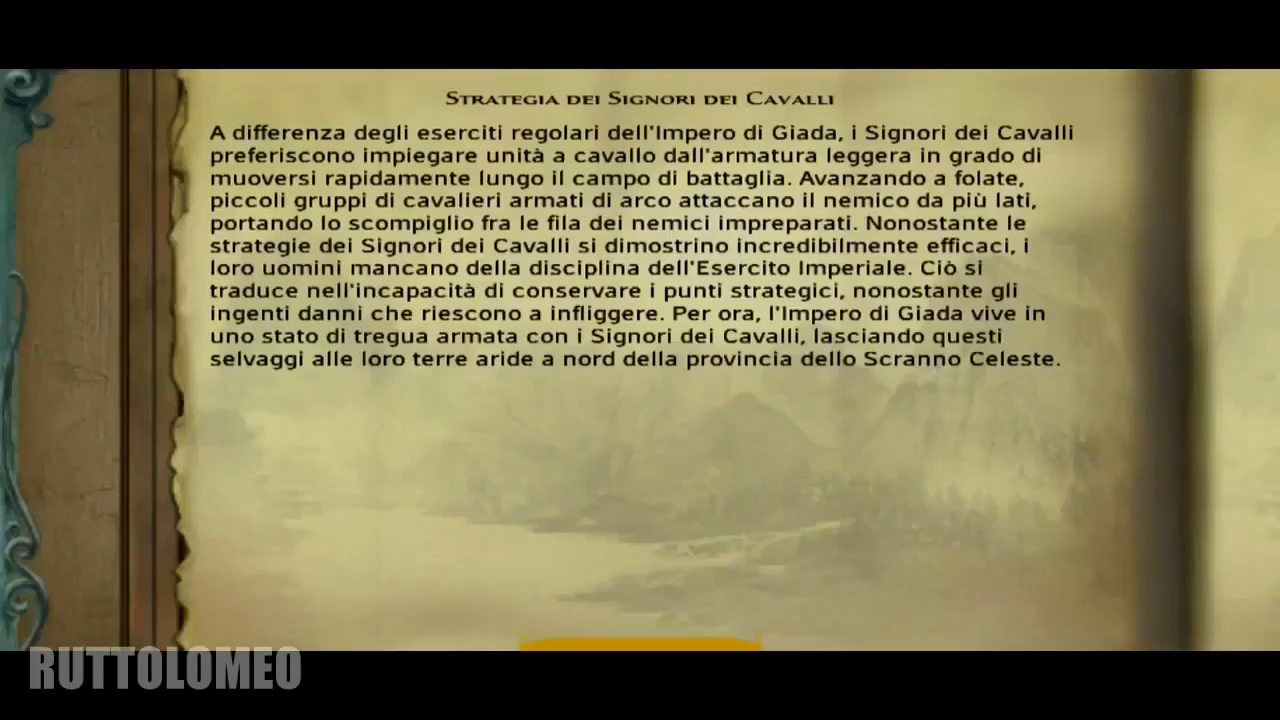 Strategia dei Signori dei Cavalli
A differenza degli eserciti regolari dell'Impero di Giada, i Signori dei Cavalli
preferiscono impiegare unità a cavallo dall'armatura leggera in grado di
muoversi rapidamente lungo il campo di battaglia. Avanzando a folate,
piccoli gruppi di cavalieri armati di arco attaccano il nemico da più lati,
portando lo scompiglio fra le fila dei nemici impreparati. Nonostante le
strategie dei Signori dei Cavalli si dimostrino incredibilmente efficaci, i
loro uomini mancano della disciplina dell'Esercito Imperiale. Ciò si
traduce nell'incapacità di conservare i punti strategici, nonostante gli
ingenti danni che riescono a infliggere. Per ora, l'Impero di Giada vive in
uno stato di tregua armata con i Signori dei Cavalli, lasciando questi
selvaggi alle loro terre aride a nord della provincia dello Scranno Celeste.
RUTTOLOMEO